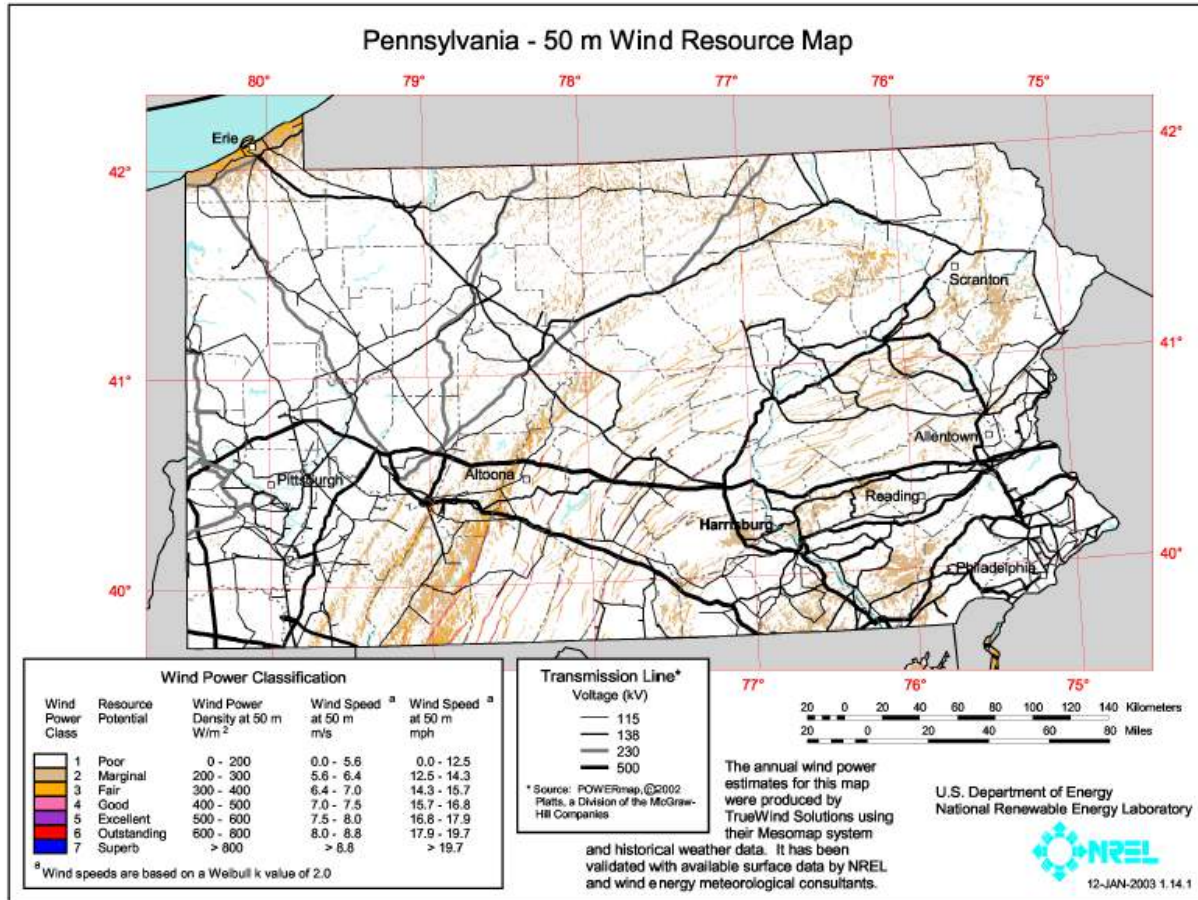 Pennsylvania - 50 m Wind Resource Map
80° 79° 78° 77° 76° 75°
Erie
42°
42°
Scranton
41°
41°
Allentown
Pittsburgh
Altoona
Reading
Harrisburg
Philadelphia
40°
40°
77° 76° 75°
Wind Power Classification
Wind Power Class
Resource Potential
Wind Power Density at 50 m W/m 2
Wind Speed a at 50 m m/s
Wind Speed a at 50 m mph
1 Poor 0 - 200 0.0 - 5.6 0.0 - 12.5
2 Marginal 200 - 300 5.6 - 6.4 12.5 - 14.3
3 Fair 300 - 400 6.4 - 7.0 14.3 - 15.7
4 Good 400 - 500 7.0 - 7.5 15.7 - 16.8
5 Excellent 500 - 600 7.5 - 8.0 16.8 - 17.9
6 Outstanding 600 - 800 8.0 - 8.8 17.9 - 19.7
7 Superb > 800 > 8.8 > 19.7
a Wind speeds are based on a Weibull k value of 2.0
Transmission Line*
Voltage (kV)
115
138
230
500
* Source: POWERmap, ©2002
Platts, a Division of the McGraw-
Hill Companies
20 0 20 40 60 80 100 120 140 Kilometers
20 0 20 40 60 80 Miles
The annual wind power
estimates for this map
were produced by
TrueWind Solutions using
their Mesomap system
and historical weather data. It has been
validated with available surface data by NREL
and wind energy meteorological consultants.
U.S. Department of Energy
National Renewable Energy Laboratory
NREL
12-JAN-2003 1.14.1